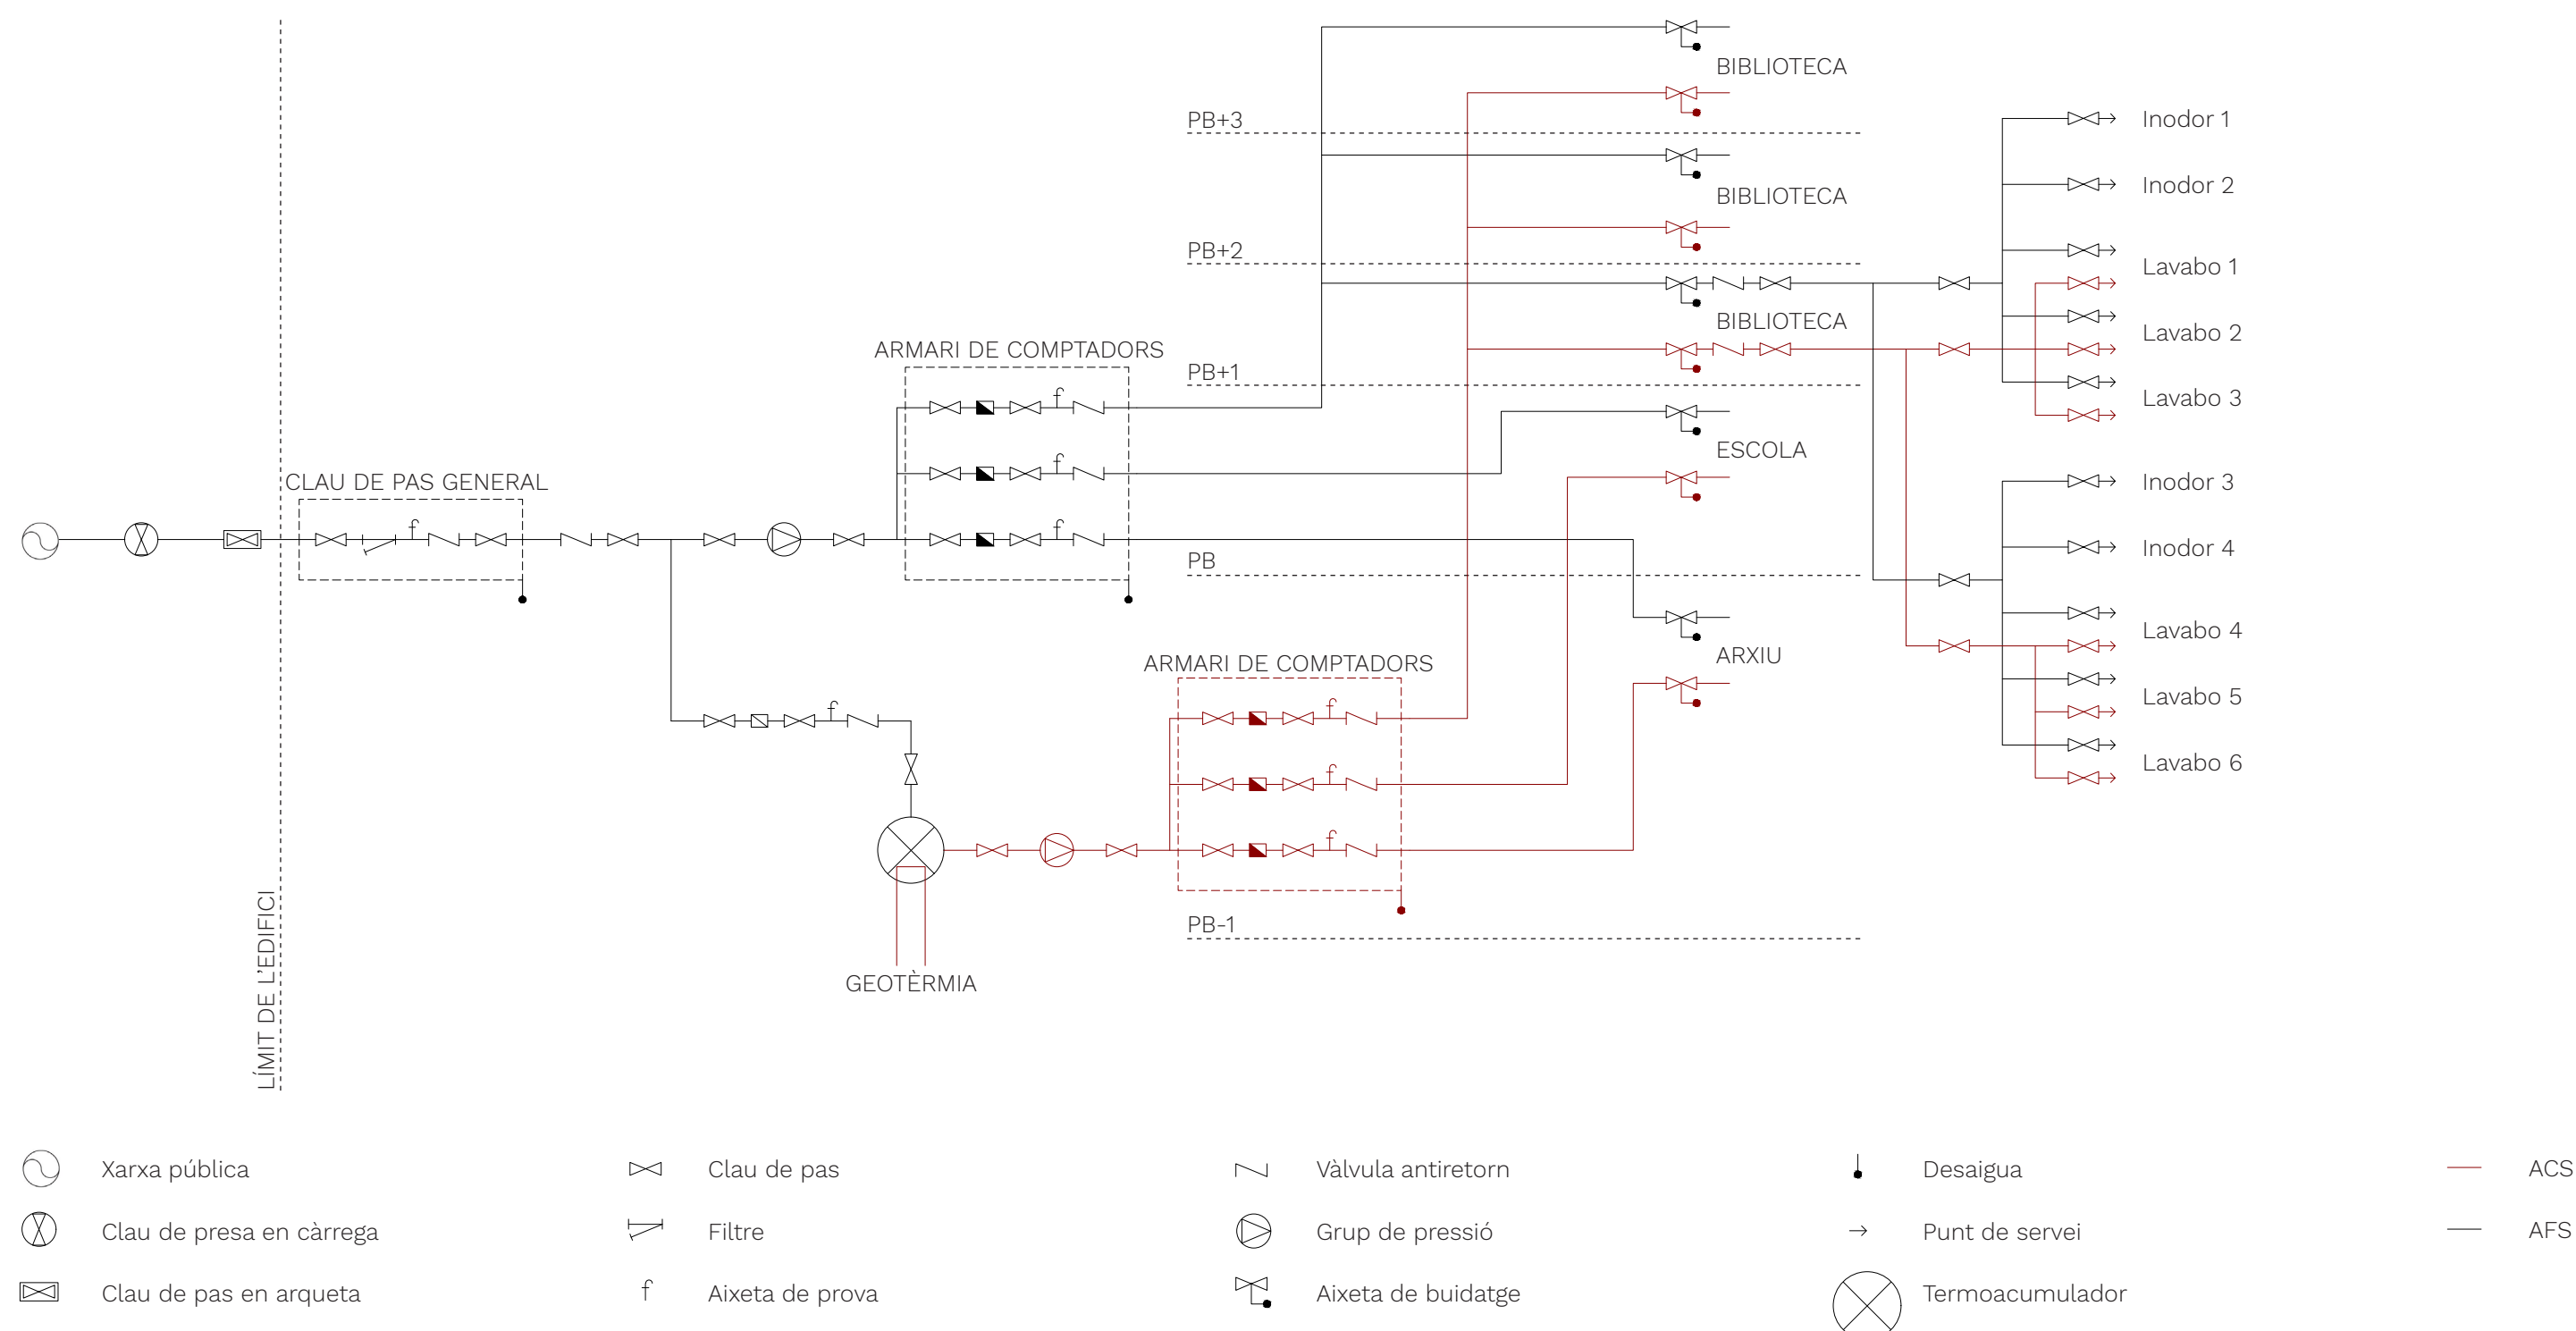 BIBLIOTECA
PB+3
Inodor 1
Inodor 2
BIBLIOTECA
PB+2
Lavabo 1
BIBLIOTECA
Lavabo 2
ARMARI DE COMPTADORS
PB+1
Lavabo 3
f
f
f
ESCOLA
CLAU DE PAS GENERAL
f
Inodor 3
PB
Inodor 4
ARXIU
Lavabo 4
ARMARI DE COMPTADORS
Lavabo 5
f
f
f
f
Lavabo 6
PB-1
GEOTÈRMIA
LÍMIT DE L'EDIFICI
Xarxa pública
Clau de pas
Vàlvula antiretorn
Desaigua
ACS
Clau de presa en càrrega
Filtre
Grup de pressió
Punt de servei
AFS
Clau de pas en arqueta
f
Aixeta de prova
Aixeta de buidatge
Termoacumulador